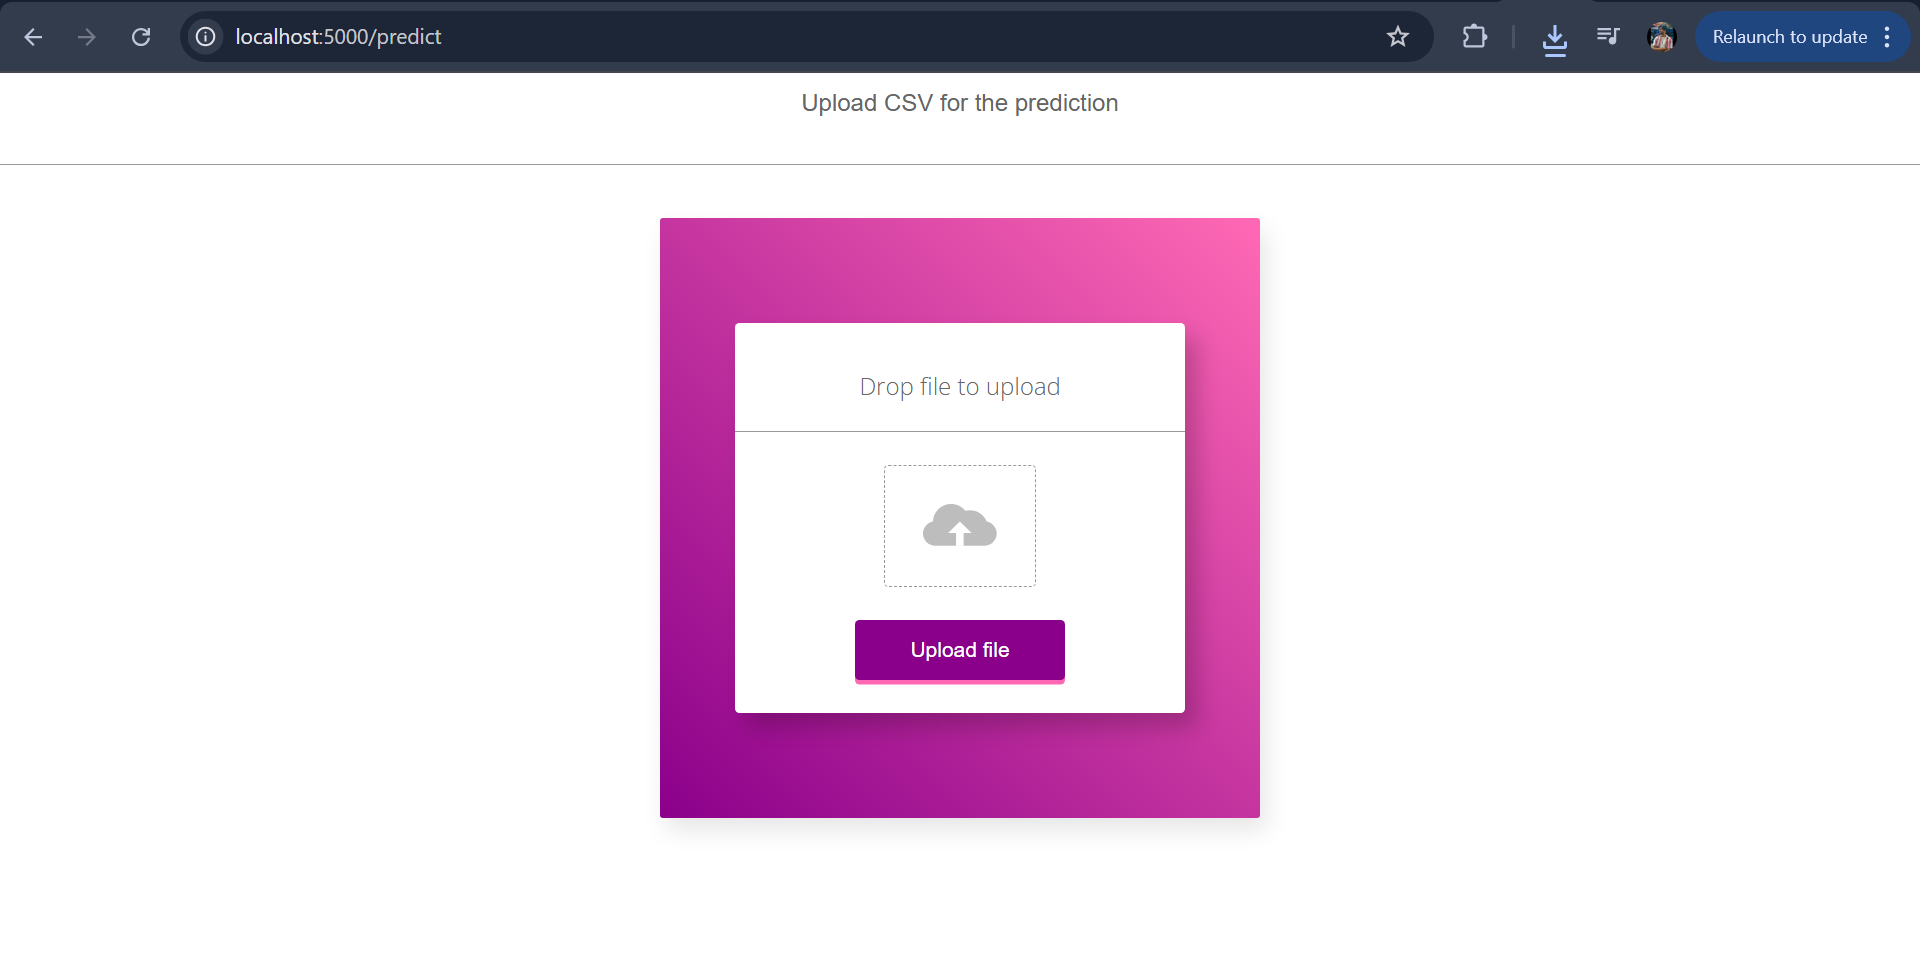 localhost:5000/predict
Relaunch to update
Upload CSV for the prediction
Drop file to upload
Upload file